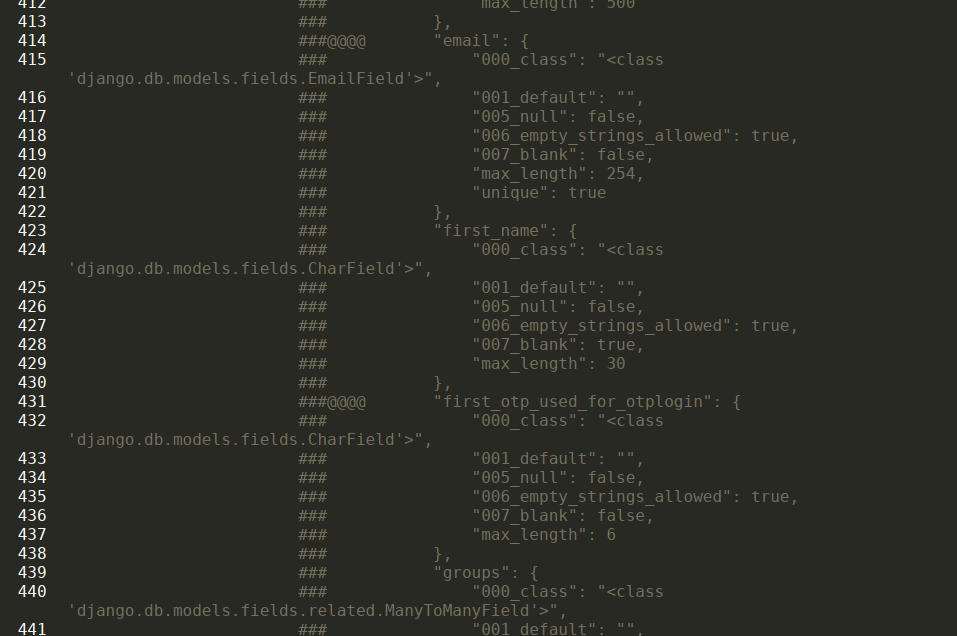 412 ### "max_length": 500
413 ### },
414 ###@@@@ "email": {
415 ### "000_class": "<class
'django.db.models.fields.EmailField'>",
416 ### "001_default": "",
417 ### "005_null": false,
418 ### "006_empty_strings_allowed": true,
419 ### "007_blank": false,
420 ### "max_length": 254,
421 ### "unique": true
422 ### },
423 ### "first_name": {
424 ### "000_class": "<class
'django.db.models.fields.CharField'>",
425 ### "001_default": "",
426 ### "005_null": false,
427 ### "006_empty_strings_allowed": true,
428 ### "007_blank": true,
429 ### "max_length": 30
430 ### },
431 ###@@@@ "first_otp_used_for_otplogin": {
432 ### "000_class": "<class
'django.db.models.fields.CharField'>",
433 ### "001_default": "",
434 ### "005_null": false,
435 ### "006_empty_strings_allowed": true,
436 ### "007_blank": false,
437 ### "max_length": 6
438 ### },
439 ### "groups": {
440 ### "000_class": "<class
'django.db.models.fields.related.ManyToManyField'>",
441 ### "001_default": "",